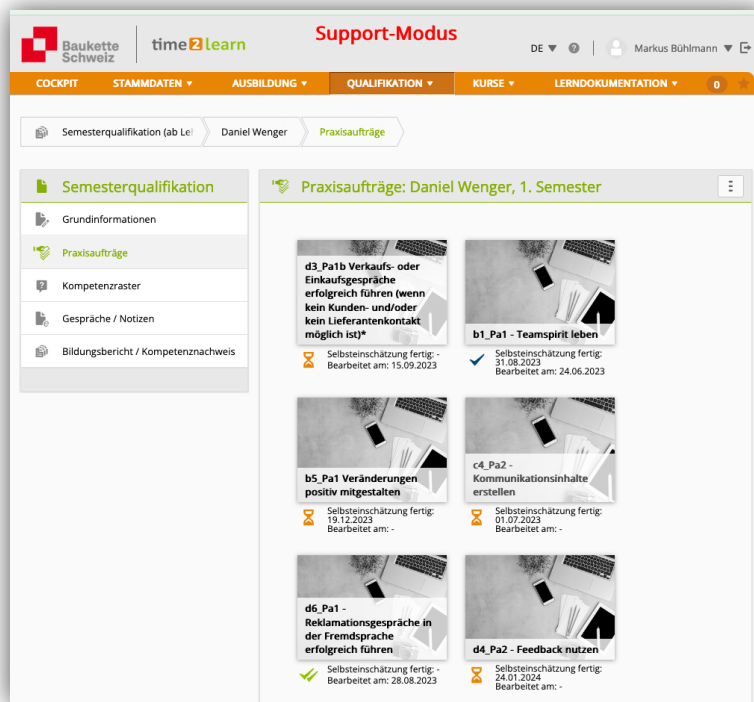 Support-Modus
Baukette
Schweiz
time2learn
DE
Markus Bühlmann
COCKPIT STAMMDATEN AUSBILDUNG QUALIFIKATION KURSE LERNDOKUMENTATION 0
Semesterqualifikation (ab Le Daniel Wenger Praxisaufträge
Semesterqualifikation
Grundinformationen
Praxisaufträge
Kompetenzraster
Gespräche / Notizen
Bildungsbericht / Kompetenznachweis
Praxisaufträge: Daniel Wenger, 1. Semester
d3_Pa1b Verkaufs- oder
Einkaufsgespräche
erfolgreich führen (wenn
kein Kunden- und/oder
kein Lieferantenkontakt
möglich ist)*
Selbsteinschätzung fertig: -
Bearbeitet am: 15.09.2023
b1_Pa1 - Teamspirit leben
Selbsteinschätzung fertig:
31.08.2023
Bearbeitet am: 24.06.2023
b5_Pa1 Veränderungen
positiv mitgestalten
Selbsteinschätzung fertig:
19.12.2023
Bearbeitet am: -
c4_Pa2 -
Kommunikationsinhalte
erstellen
Selbsteinschätzung fertig:
01.07.2023
Bearbeitet am: -
d6_Pa1 -
Reklamationsgespräche in
der Fremdsprache
erfolgreich führen
Selbsteinschätzung fertig: -
Bearbeitet am: 28.08.2023
d4_Pa2 - Feedback nutzen
Selbsteinschätzung fertig:
24.01.2024
Bearbeitet am: -